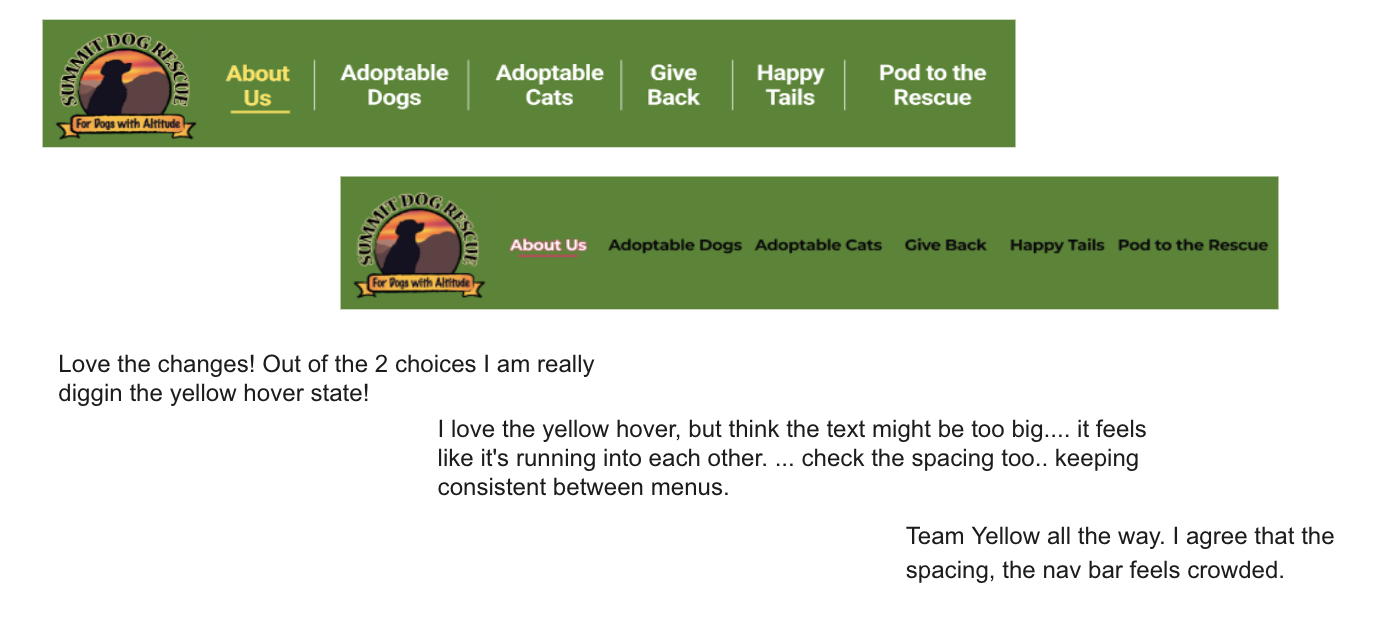 SUMMIT DOG RESCUE
For Dogs with Altitude
About Us
Adoptable Dogs
Adoptable Cats
Give Back
Happy Tails
Pod to the Rescue
SUMMIT DOG RESCUE
For Dogs with Altitude
About Us Adoptable Dogs Adoptable Cats Give Back Happy Tails Pod to the Rescue
Love the changes! Out of the 2 choices I am really
diggin the yellow hover state!
I love the yellow hover, but think the text might be too big.... it feels
like it's running into each other. ... check the spacing too.. keeping
consistent between menus.
Team Yellow all the way. I agree that the
spacing, the nav bar feels crowded.